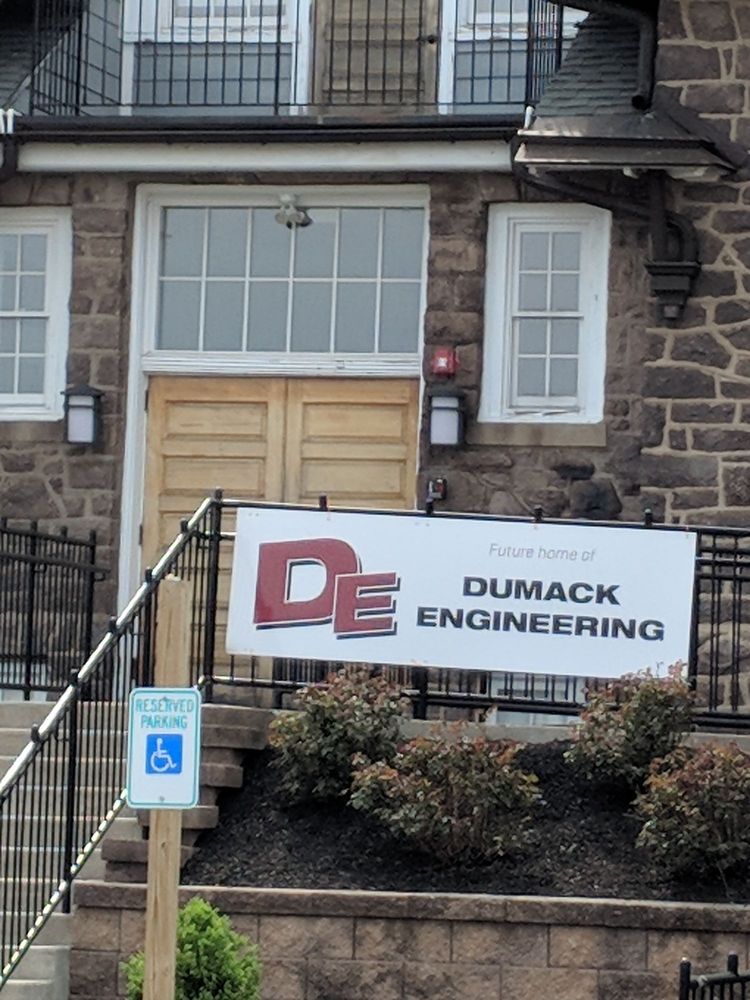 Future home of
DE
DUMACK
ENGINEERING
RESERVED
PARKING